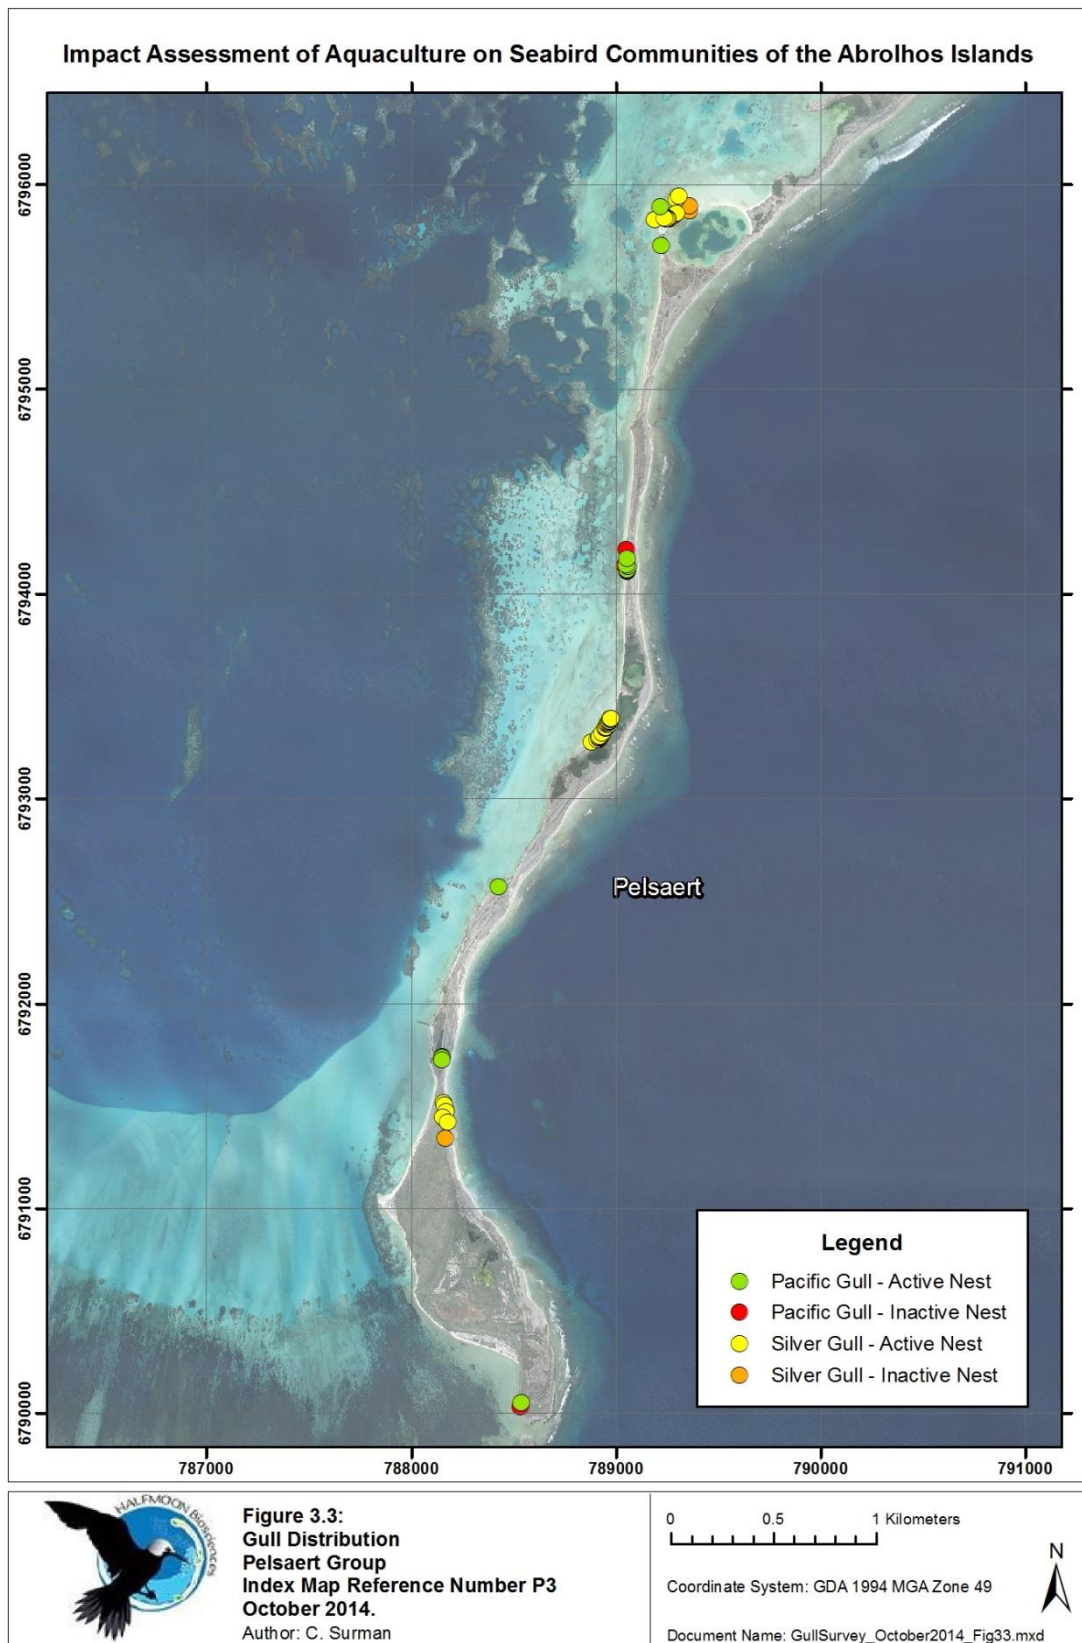 Impact Assessment of Aquaculture on Seabird Communities of the Abrolhos Islands
6796000
6795000
6794000
6793000
6792000
6791000
6790000
Pelsaert
Legend
Pacific Gull - Active Nest
Pacific Gull - Inactive Nest
Silver Gull - Active Nest
Silver Gull - Inactive Nest
787000
788000
789000
790000
791000
HALFMOON Biosciences
Figure 3.3:
Gull Distribution
Pelsaert Group
Index Map Reference Number P3
October 2014.
Author: C. Surman
0 0.5 1 Kilometers
N
Coordinate System: GDA 1994 MGA Zone 49
Document Name: GullSurvey_October2014_Fig33.mxd